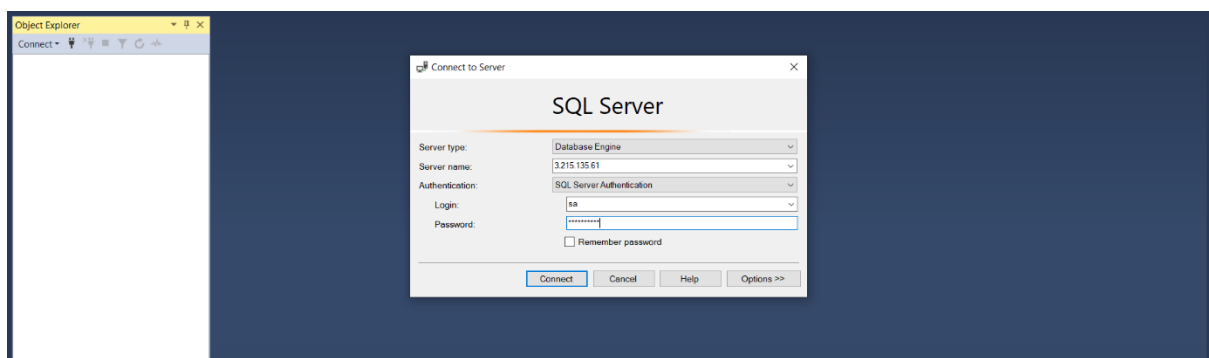 Object Explorer
Connect
Connect to Server
SQL Server
Server type: Database Engine
Server name: 3.215.135.61
Authentication: SQL Server Authentication
Login: sa
Password: **********
Remember password
Connect Cancel Help Options >>